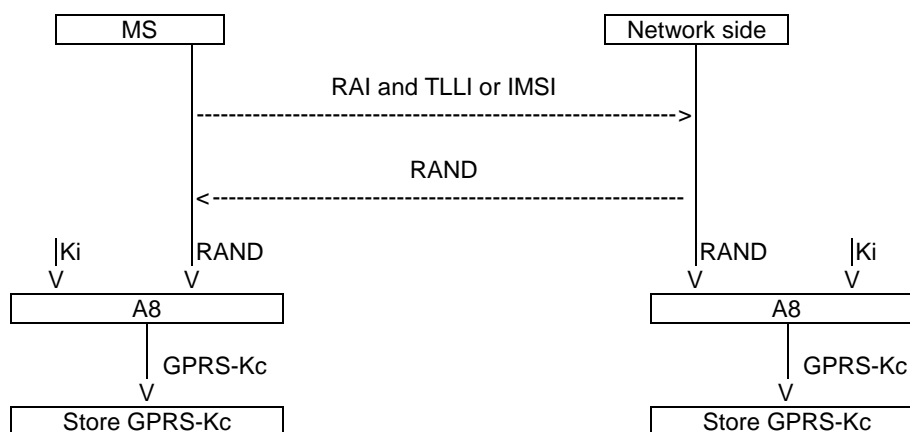 MS Network side
RAI and TLLI or IMSI
----------------------------------------------------------->
RAND
<------------------------------------------------------------
Ki RAND RAND Ki
V V V V
A8 A8
GPRS-Kc GPRS-Kc
V V
Store GPRS-Kc Store GPRS-Kc